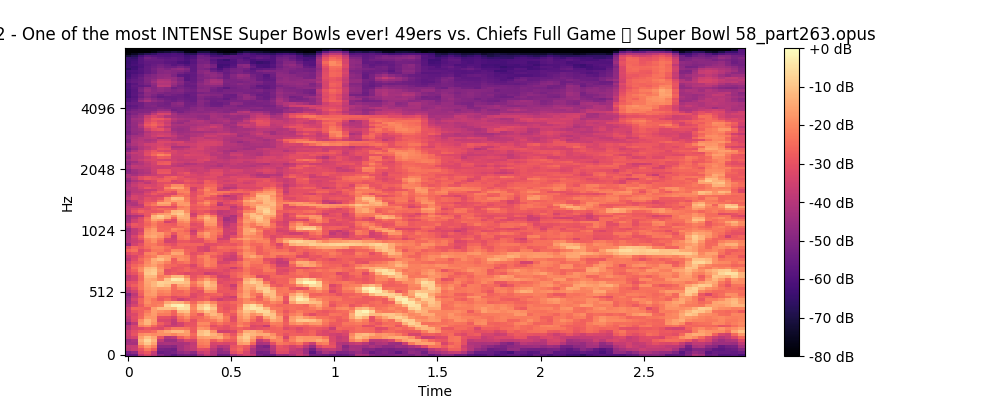 2 - One of the most INTENSE Super Bowls ever! 49ers vs. Chiefs Full Game ▯ Super Bowl 58_part263.opus
+0 dB
-10 dB
-20 dB
-30 dB
-40 dB
-50 dB
-60 dB
-70 dB
-80 dB
4096
2048
1024
512
0
Hz
0 0.5 1 1.5 2 2.5
Time